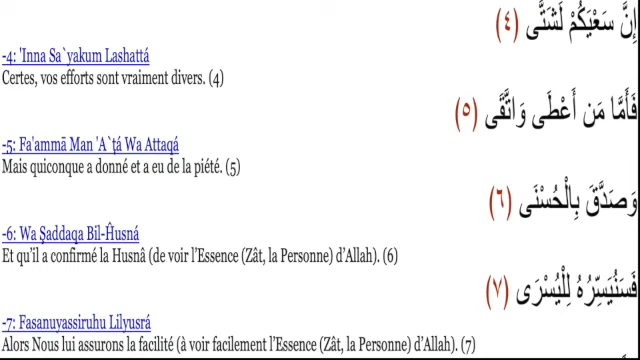 إِنَّ سَعْيَكُمْ لَشَتَّى (٤)
-4: 'Inna Sa`yakum Lashattá
Certes, vos efforts sont vraiment divers. (4)
فَأَمَّا مَن أَعْطَى وَاتَّقَى (٥)
-5: Fa'ammā Man 'A`ţá Wa Attaqá
Mais quiconque a donné et a eu de la piété. (5)
وَصَدَّقَ بِالْحُسْنَى (٦)
-6: Wa Şaddaqa Bil-Ĥusná
Et qu'il a confirmé la Husnâ (de voir l’Essence (Zât, la Personne) d’Allah). (6)
فَسَنُيَسِّرُهُ لِلْيُسْرَى (٧)
-7: Fasanuyassiruhu Lilyusrá
Alors Nous lui assurons la facilité (à voir facilement l’Essence (Zât, la Personne) d’Allah). (7)